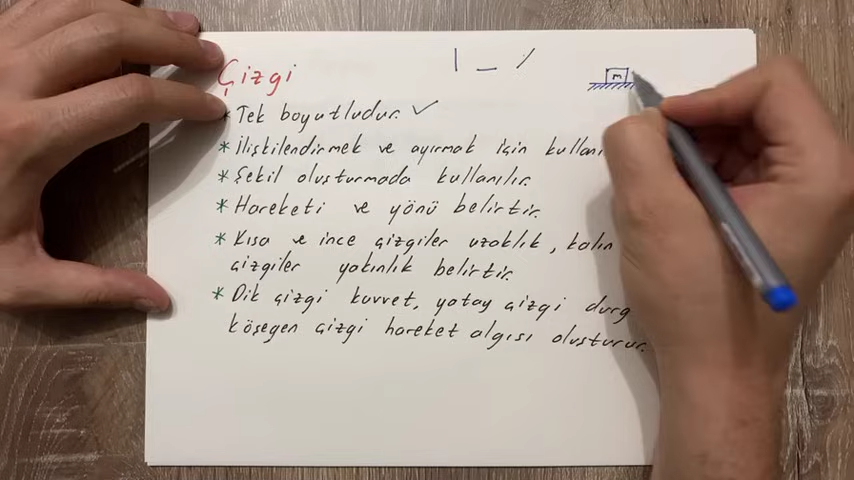 Çizgi
m
* Tek boyutludur. ✓
* İlişkilendirmek ve ayırmak için
* Şekil oluşturmada kullanılır.
* Hareketi ve yönü belirtir.
* Kısa ve ince çizgiler uzaklık, kalın
çizgiler yakınlık belirtir.
* Dik çizgi kuvvet, yatay çizgi
köşegen çizgi hareket algısı oluşturur.